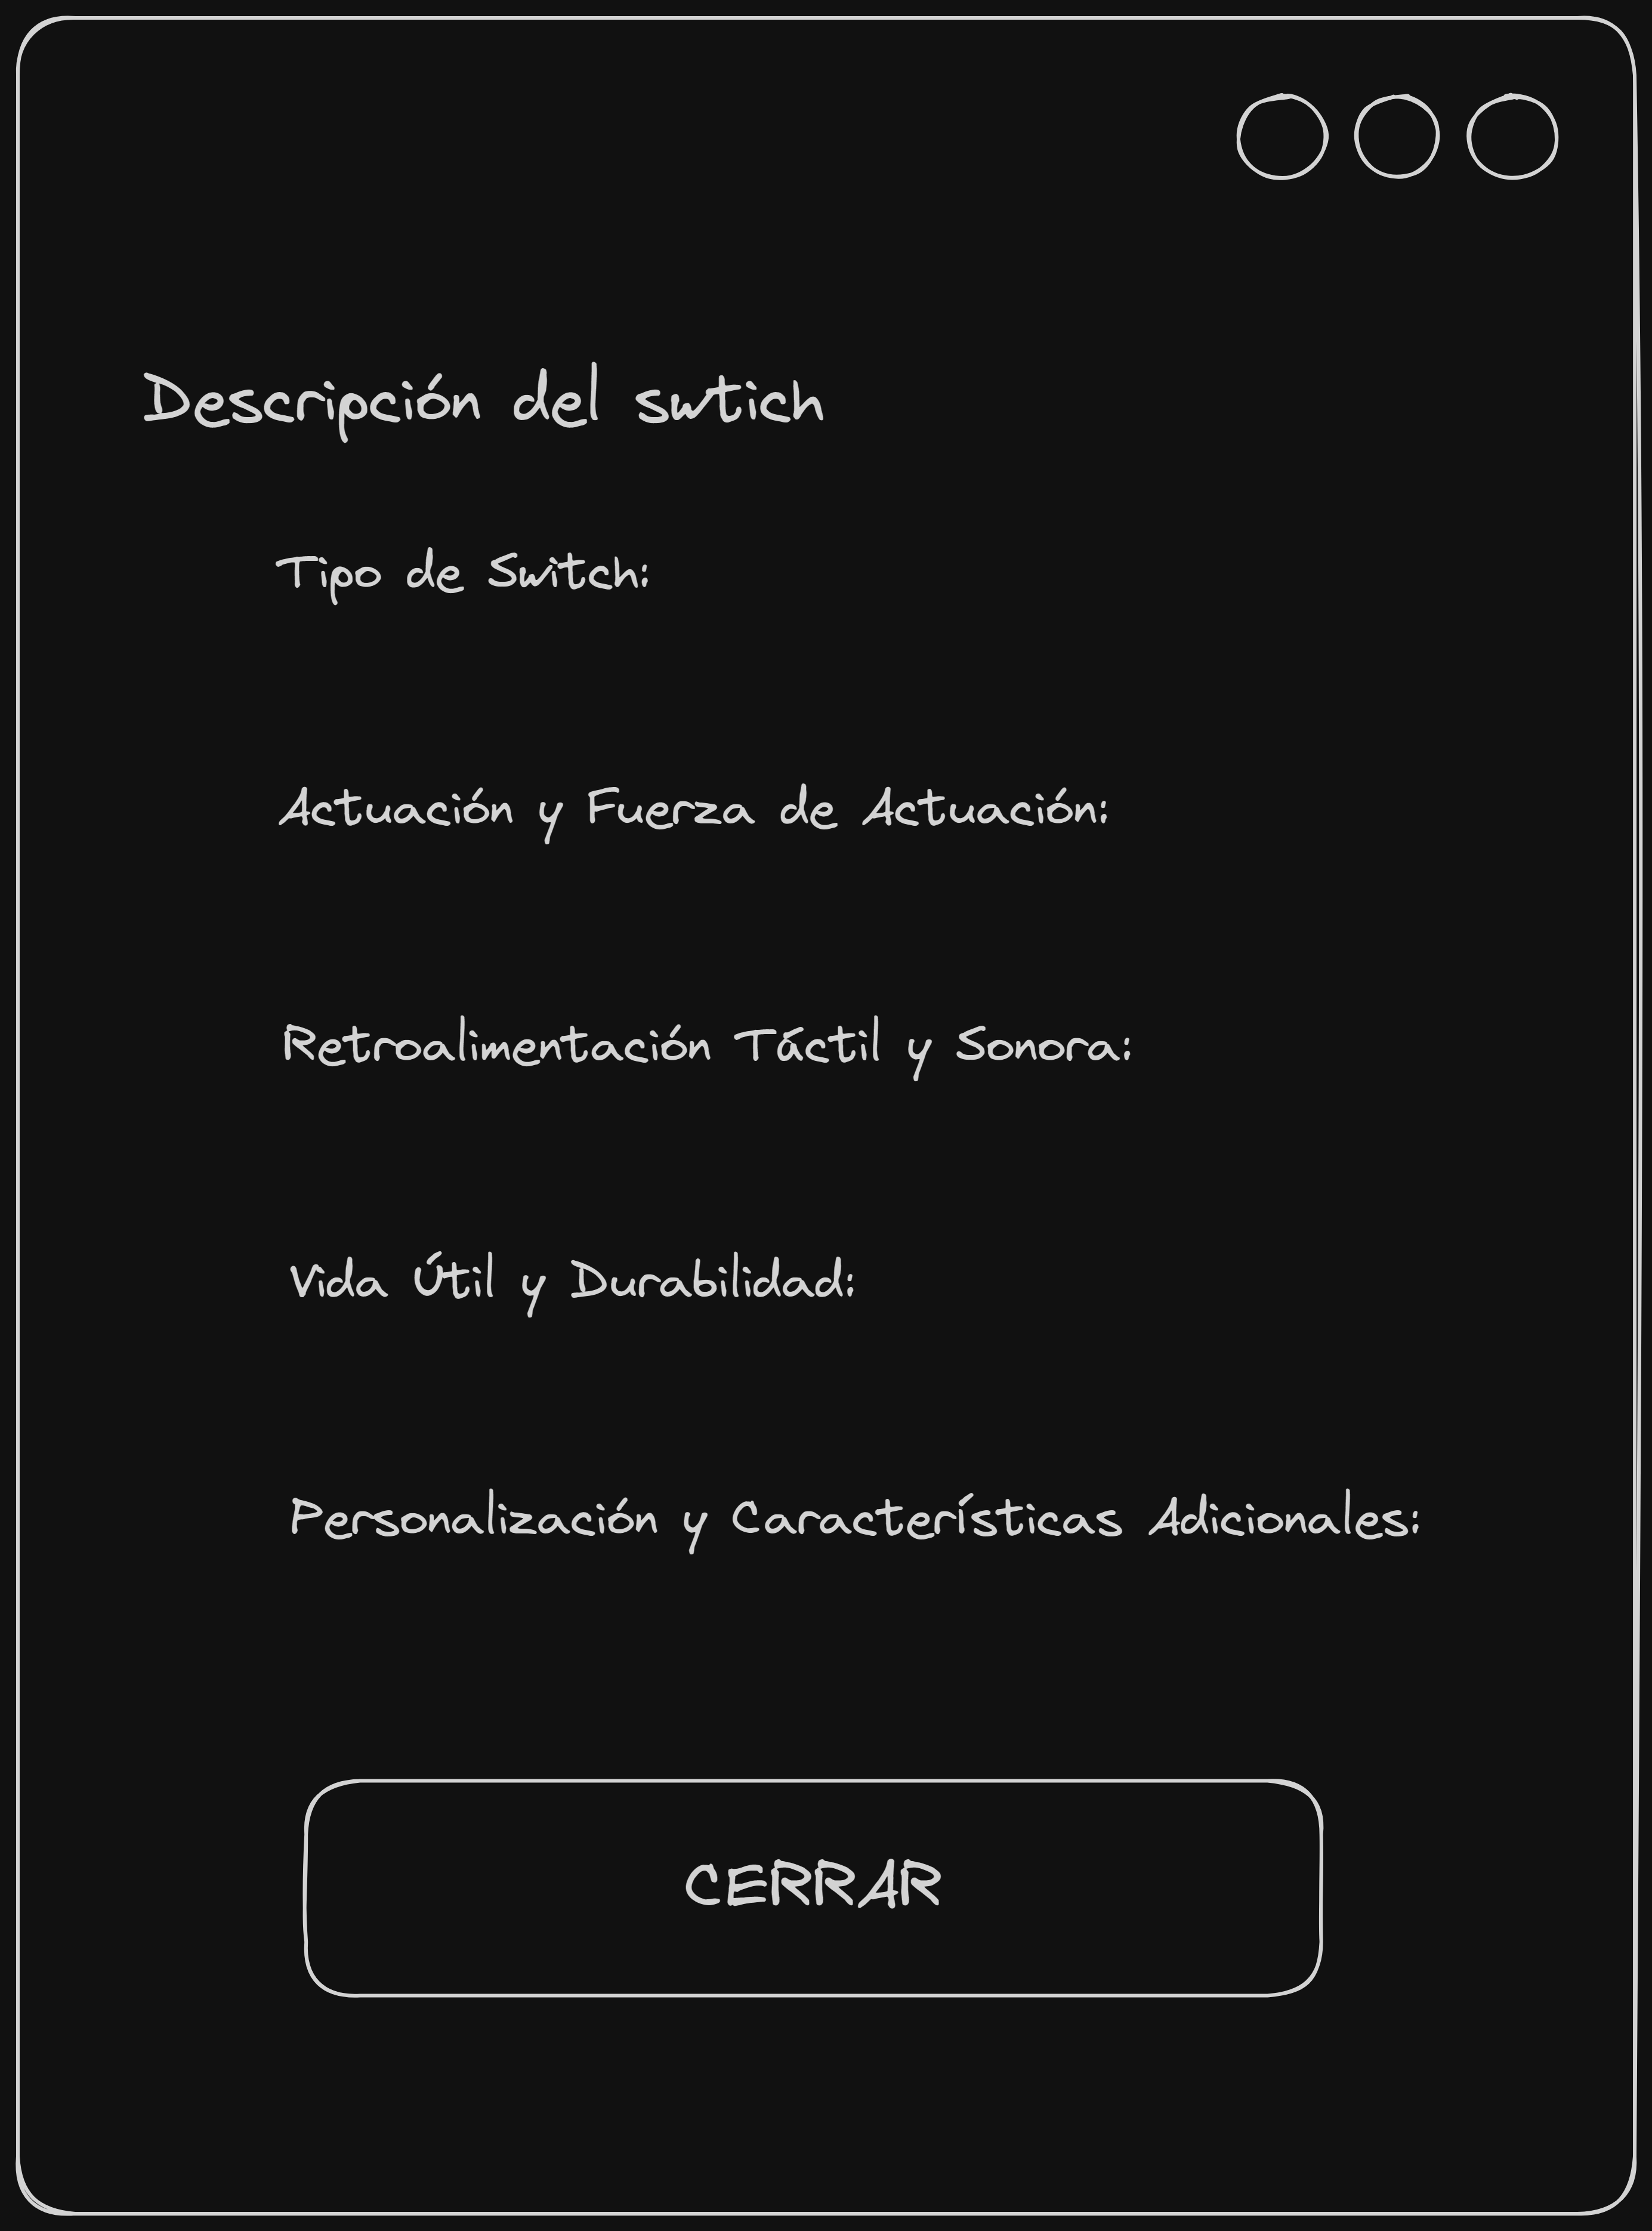 Descripción del swtich
Tipo de Switch:
Actuación y Fuerza de Actuación:
Retroalimentación Táctil y Sonora:
Vida Útil y Durabilidad:
Personalización y Características Adicionales:
CERRAR